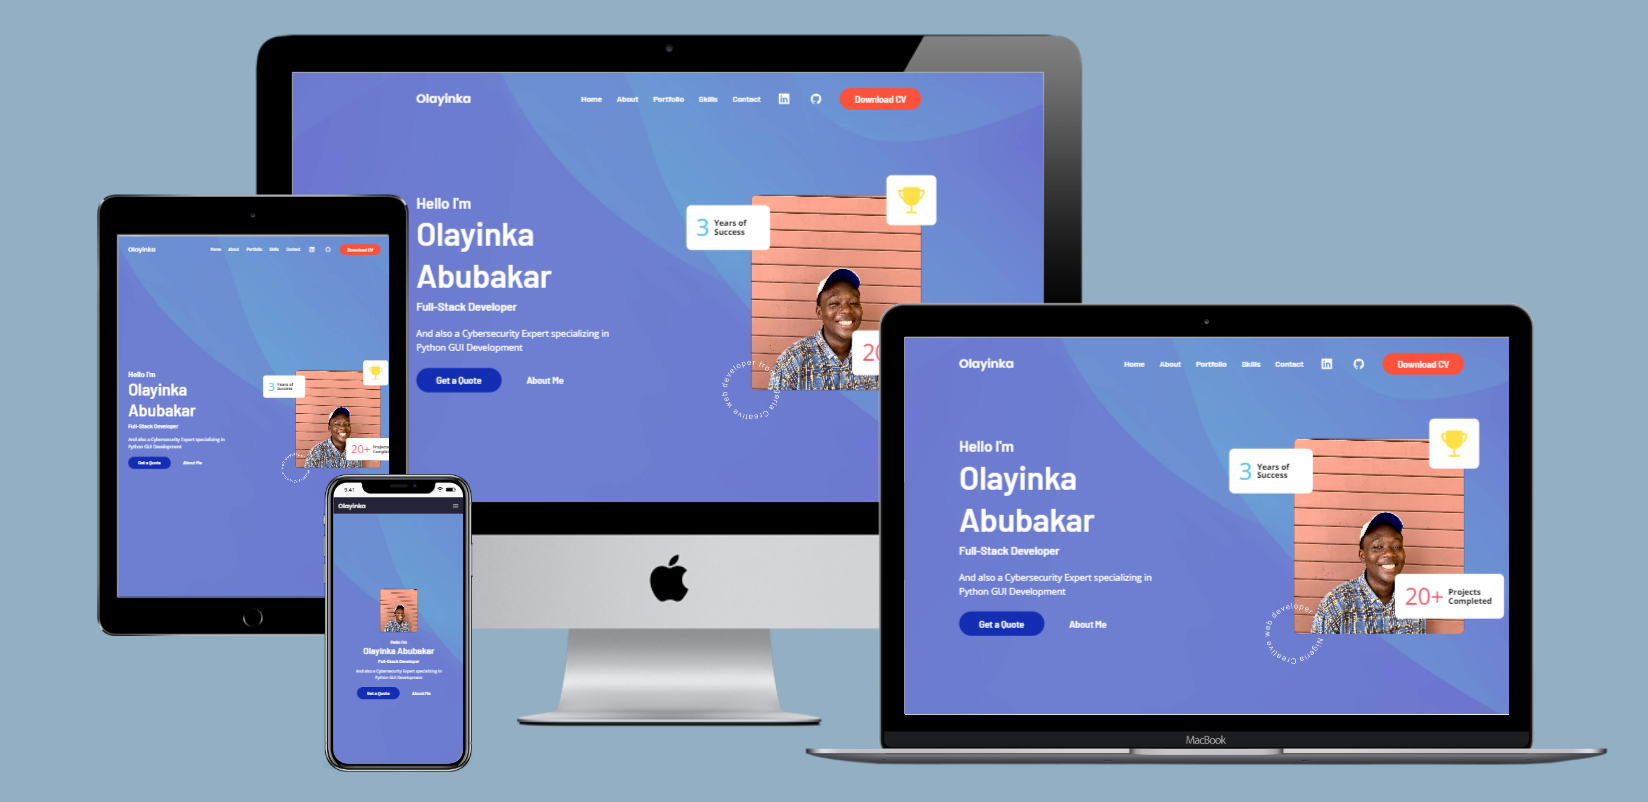 Olayinka
Home About Portfolio Skills Contact in Download CV
Hello I'm
Olayinka
Abubakar
Full-Stack Developer
And also a Cybersecurity Expert specializing in
Python GUI Development
Get a Quote About Me
3 Years of
Success
20
Creative web developer
Olayinka
Home About Portfolio Skills Contact in Download CV
Hello I'm
Olayinka
Abubakar
Full-Stack Developer
And also a Cybersecurity Expert specializing in
Python GUI Development
Get a Quote About Me
3 Years of
Success
20+ Projects
9:41
Olayinka
Hello I'm
Olayinka Abubakar
Full-Stack Developer
And also a Cybersecurity Expert specializing in
Python GUI Development
Get a Quote About Me
Olayinka
Home About Portfolio Skills Contact in Download CV
Hello I'm
Olayinka
Abubakar
Full-Stack Developer
And also a Cybersecurity Expert specializing in
Python GUI Development
Get a Quote About Me
3 Years of
Success
20+ Projects
Completed
Nigeria Creative web developer
MacBook